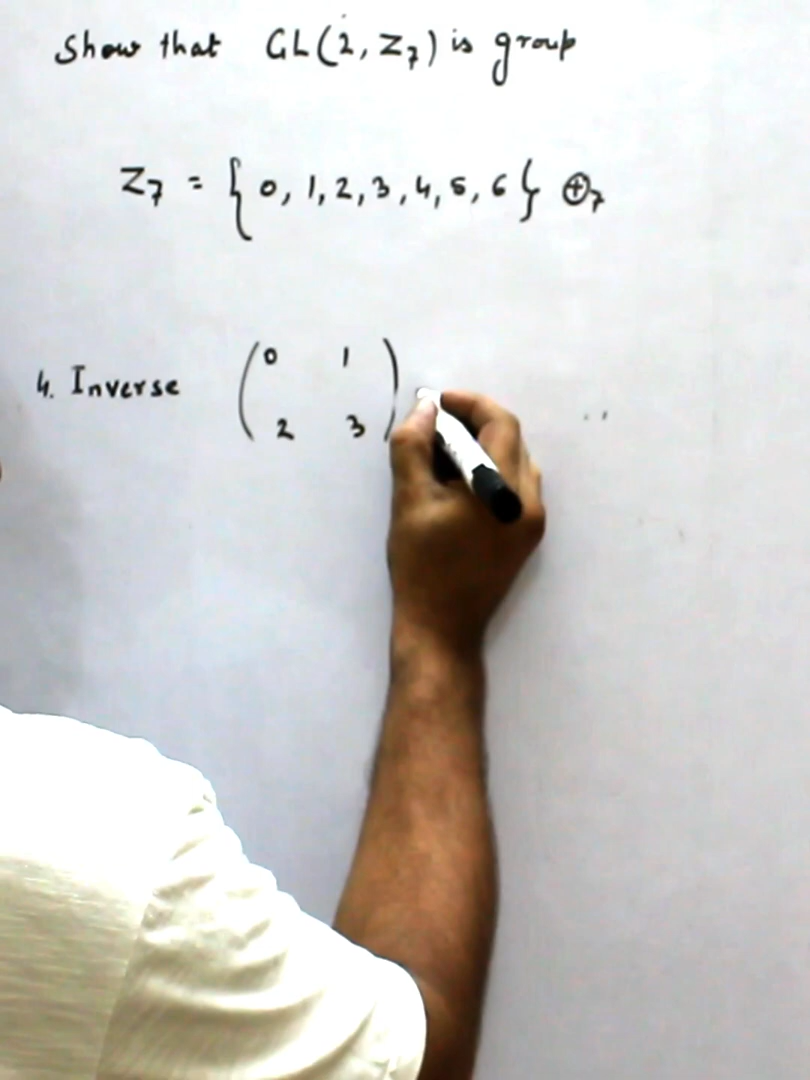 Show that GL(2, Z₇) is group
Z₇ = { 0, 1, 2, 3, 4, 5, 6 } ⊕₇
4. Inverse ( 0 1
2 3 )